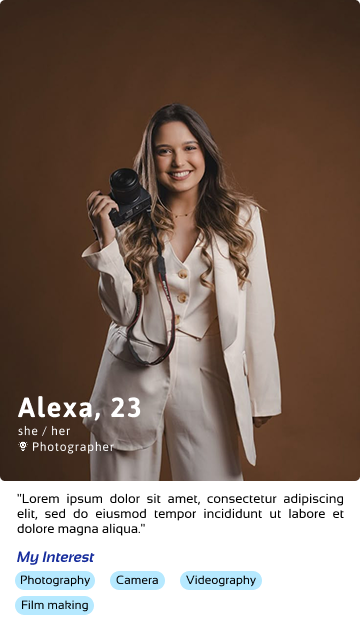 Alexa, 23
she / her
Photographer
"Lorem ipsum dolor sit amet, consectetur adipiscing
elit, sed do eiusmod tempor incididunt ut labore et
dolore magna aliqua."
My Interest
Photography Camera Videography
Film making